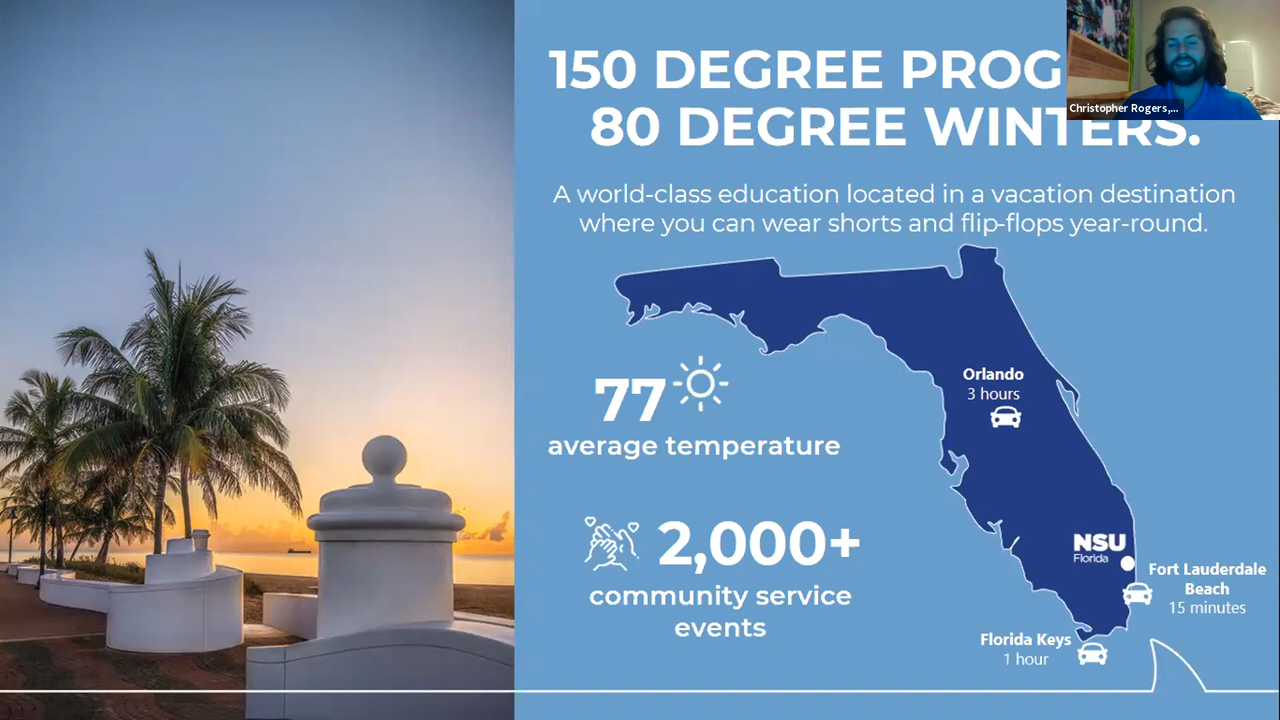 150 DEGREE PROG
80 DEGREE WINTERS.
A world-class education located in a vacation destination
where you can wear shorts and flip-flops year-round.
77
average temperature
2,000+
community service
events
Orlando
3 hours
NSU
Florida
Fort Lauderdale
Beach
15 minutes
Florida Keys
1 hour
Christopher Rogers,...